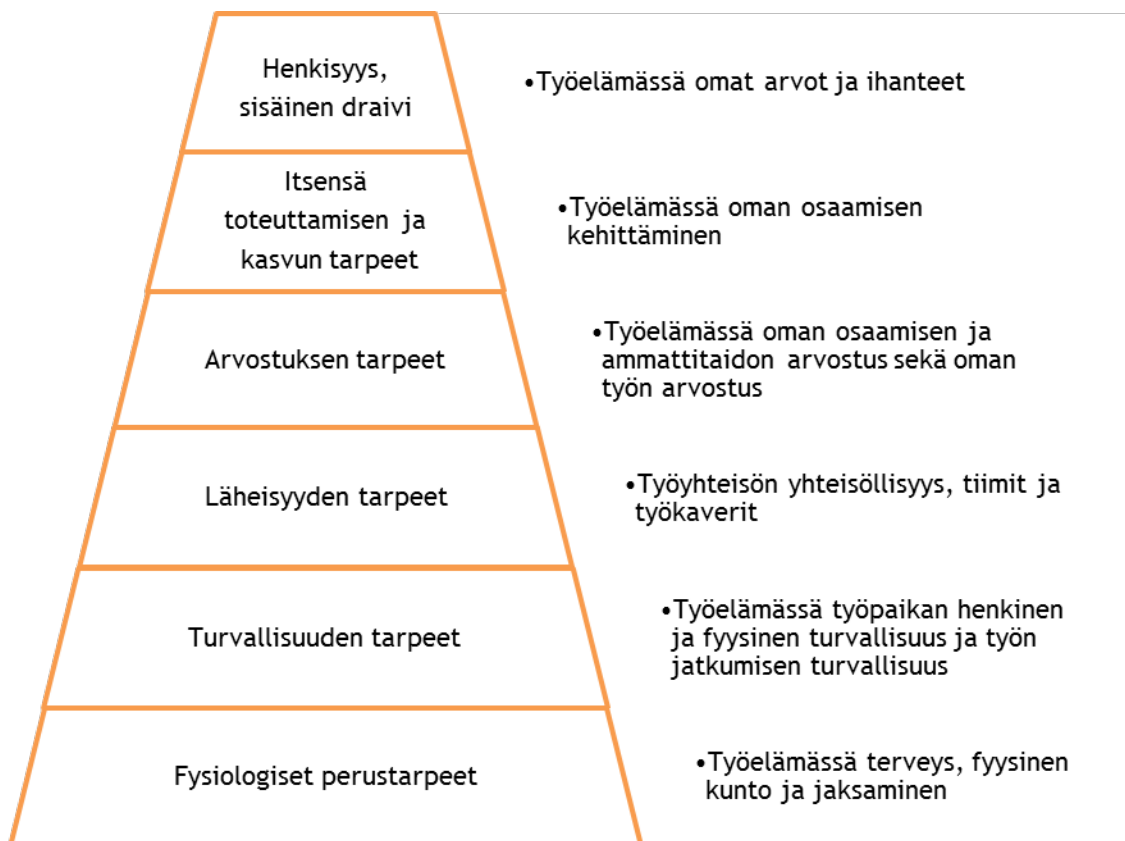 Henkisyys,
sisäinen draivi
•Työelämässä omat arvot ja ihanteet
Itsensä
toteuttamisen ja
kasvun tarpeet
•Työelämässä oman osaamisen
kehittäminen
Arvostuksen tarpeet
•Työelämässä oman osaamisen ja
ammattitaidon arvostus sekä oman
työn arvostus
Läheisyyden tarpeet
•Työyhteisön yhteisöllisyys, tiimit ja
työkaverit
Turvallisuuden tarpeet
•Työelämässä työpaikan henkinen
ja fyysinen turvallisuus ja työn
jatkumisen turvallisuus
Fysiologiset perustarpeet
•Työelämässä terveys, fyysinen
kunto ja jaksaminen